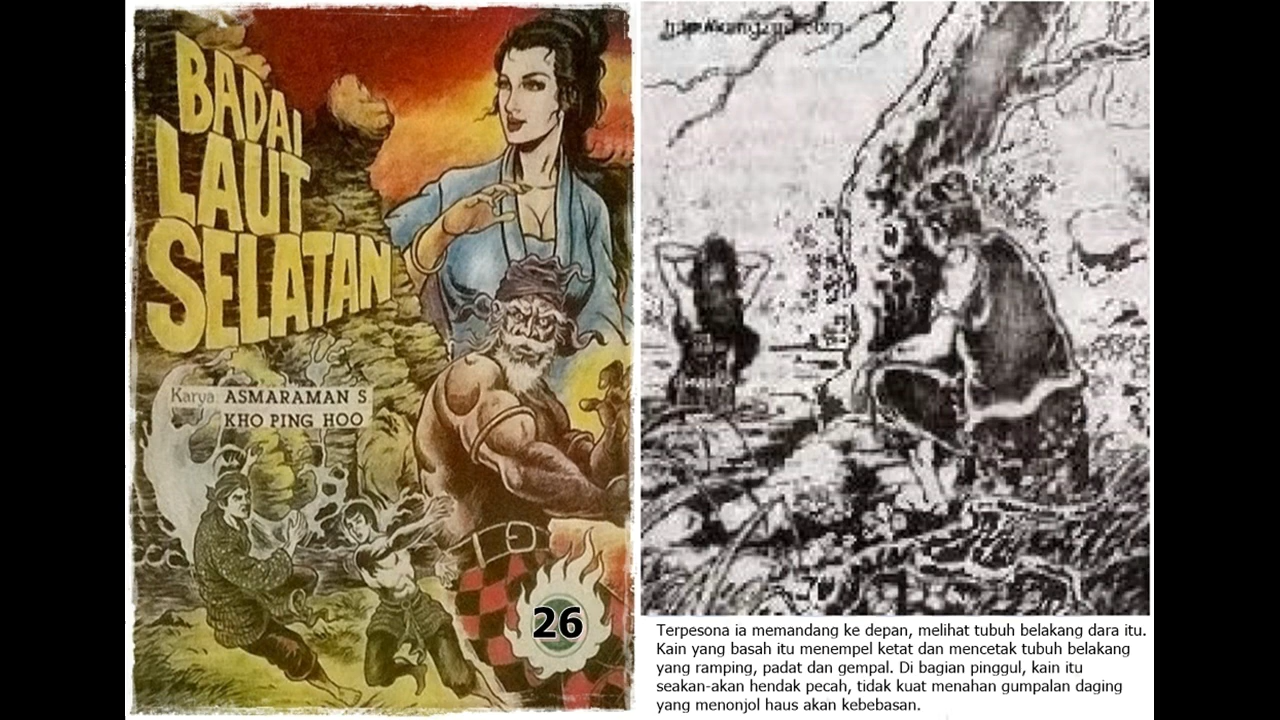 BADAI
LAUT
SELATAN
Karya: ASMARAMAN S
KHO PING HOO
26
Terpesona ia memandang ke depan, melihat tubuh belakang dara itu.
Kain yang basah itu menempel ketat dan mencetak tubuh belakang
yang ramping, padat dan gempal. Di bagian pinggul, kain itu
seakan-akan hendak pecah, tidak kuat menahan gumpalan daging
yang menonjol haus akan kebebasan.